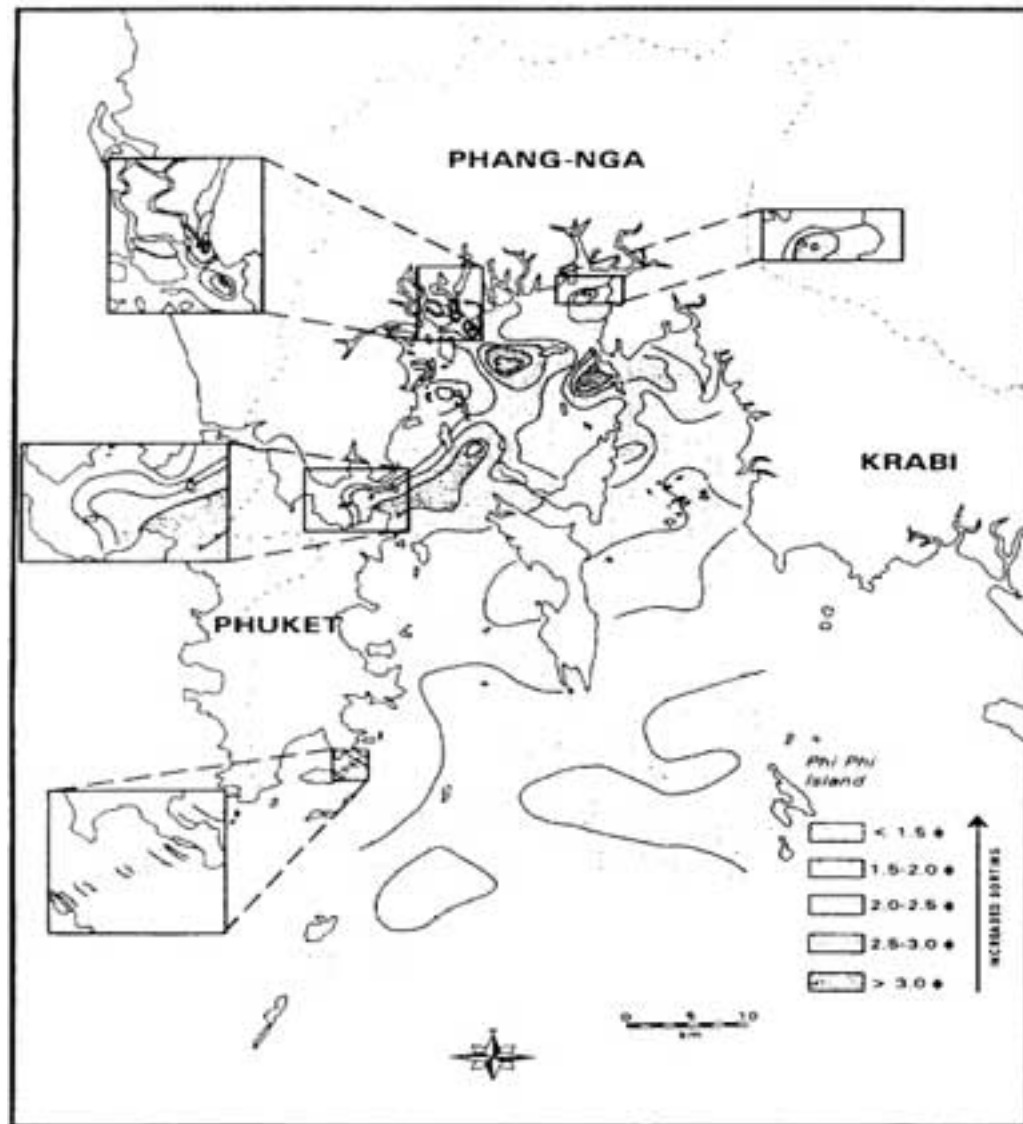 PHANG-NGA
KRABI
PHUKET
Phi Phi
Island
< 1.5 ϕ
1.5-2.0 ϕ
2.0-2.5 ϕ
2.5-3.0 ϕ
> 3.0 ϕ
INCREASED SORTING
0 5 10
km